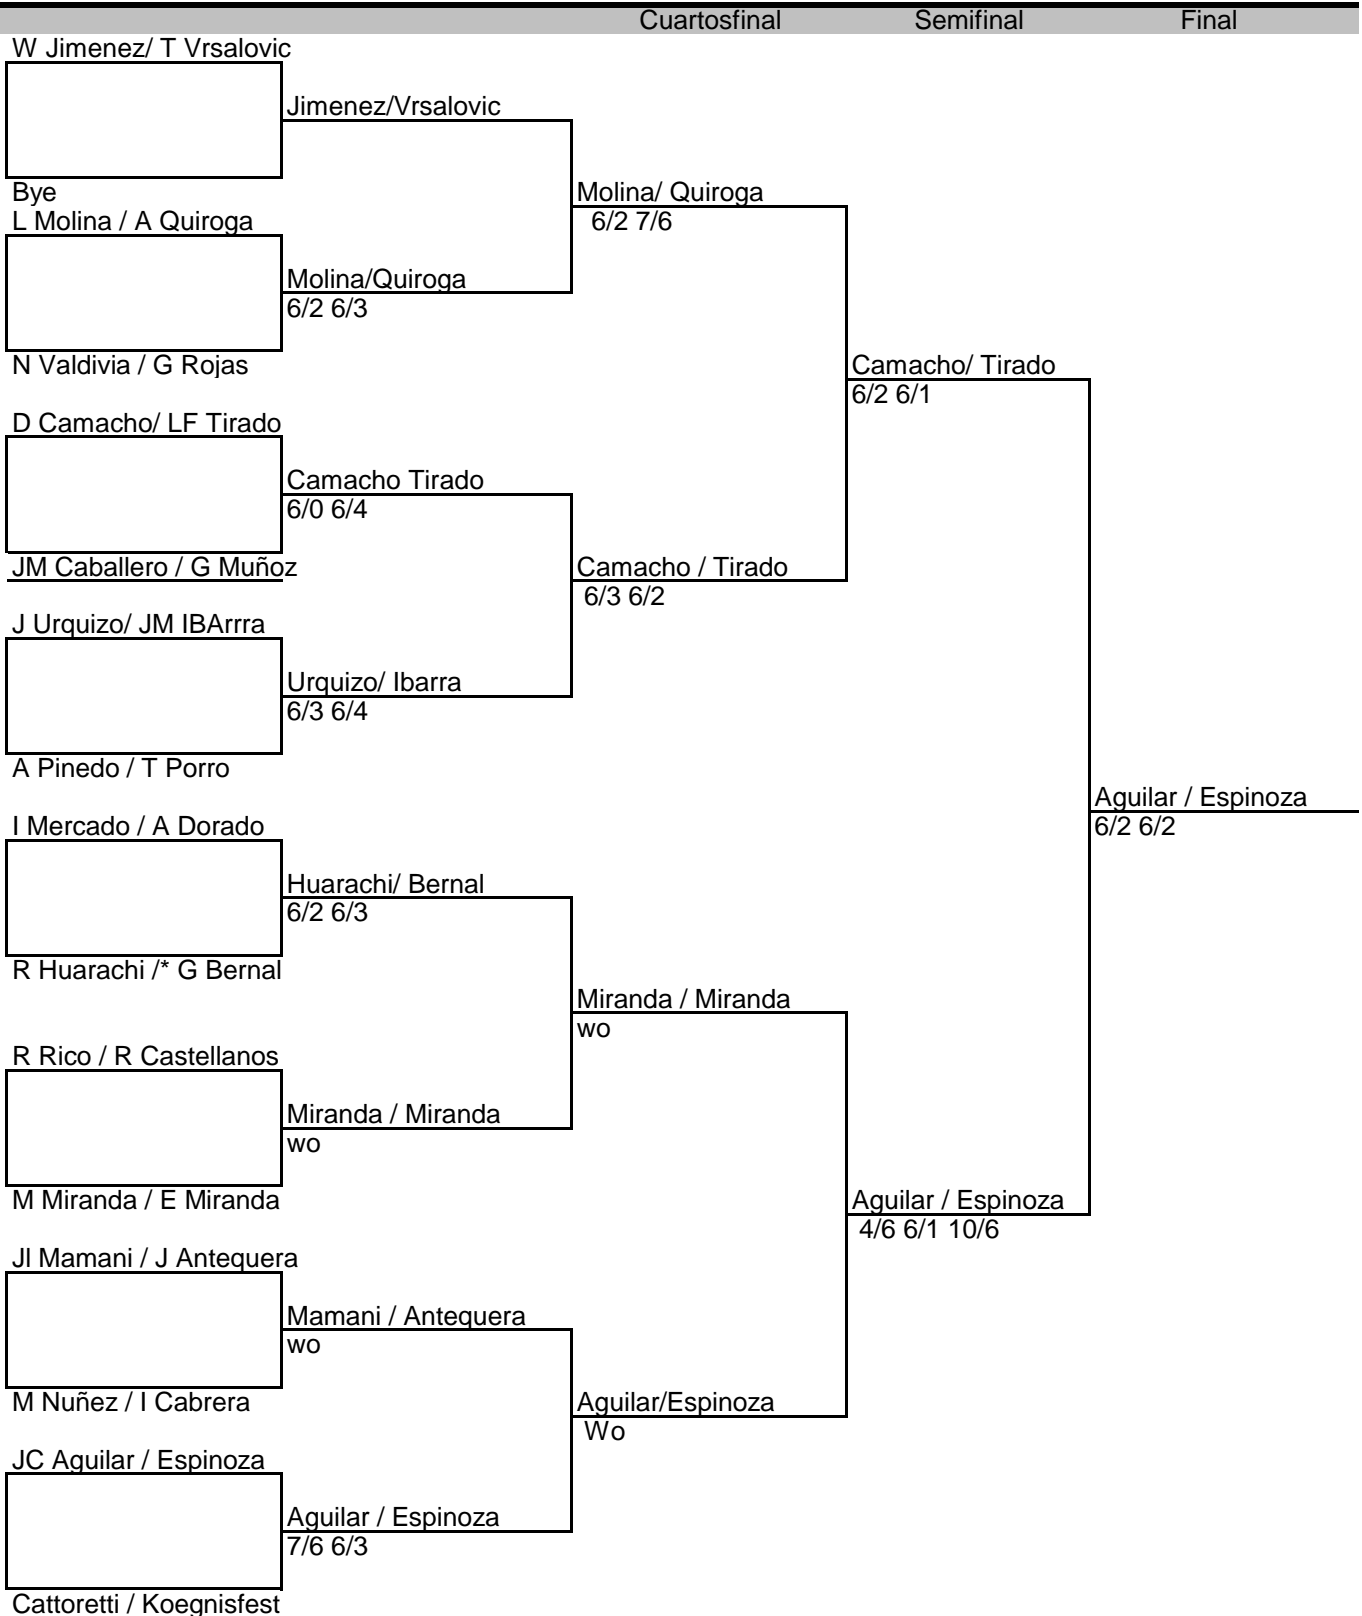 Cuartosfinal Semifinal Final
W Jimenez/ T Vrsalovic
Jimenez/Vrsalovic
Bye
Molina/ Quiroga
L Molina / A Quiroga
6/2 7/6
Molina/Quiroga
6/2 6/3
N Valdivia / G Rojas
Camacho/ Tirado
6/2 6/1
D Camacho/ LF Tirado
Camacho Tirado
6/0 6/4
JM Caballero / G Muñoz
Camacho / Tirado
6/3 6/2
J Urquizo/ JM IBArrra
Urquizo/ Ibarra
6/3 6/4
A Pinedo / T Porro
Aguilar / Espinoza
6/2 6/2
I Mercado / A Dorado
Huarachi/ Bernal
6/2 6/3
R Huarachi /* G Bernal
Miranda / Miranda
wo
R Rico / R Castellanos
Miranda / Miranda
wo
M Miranda / E Miranda
Aguilar / Espinoza
4/6 6/1 10/6
JI Mamani / J Antequera
Mamani / Antequera
wo
M Nuñez / I Cabrera
Aguilar/Espinoza
Wo
JC Aguilar / Espinoza
Aguilar / Espinoza
7/6 6/3
Cattoretti / Koegnisfest